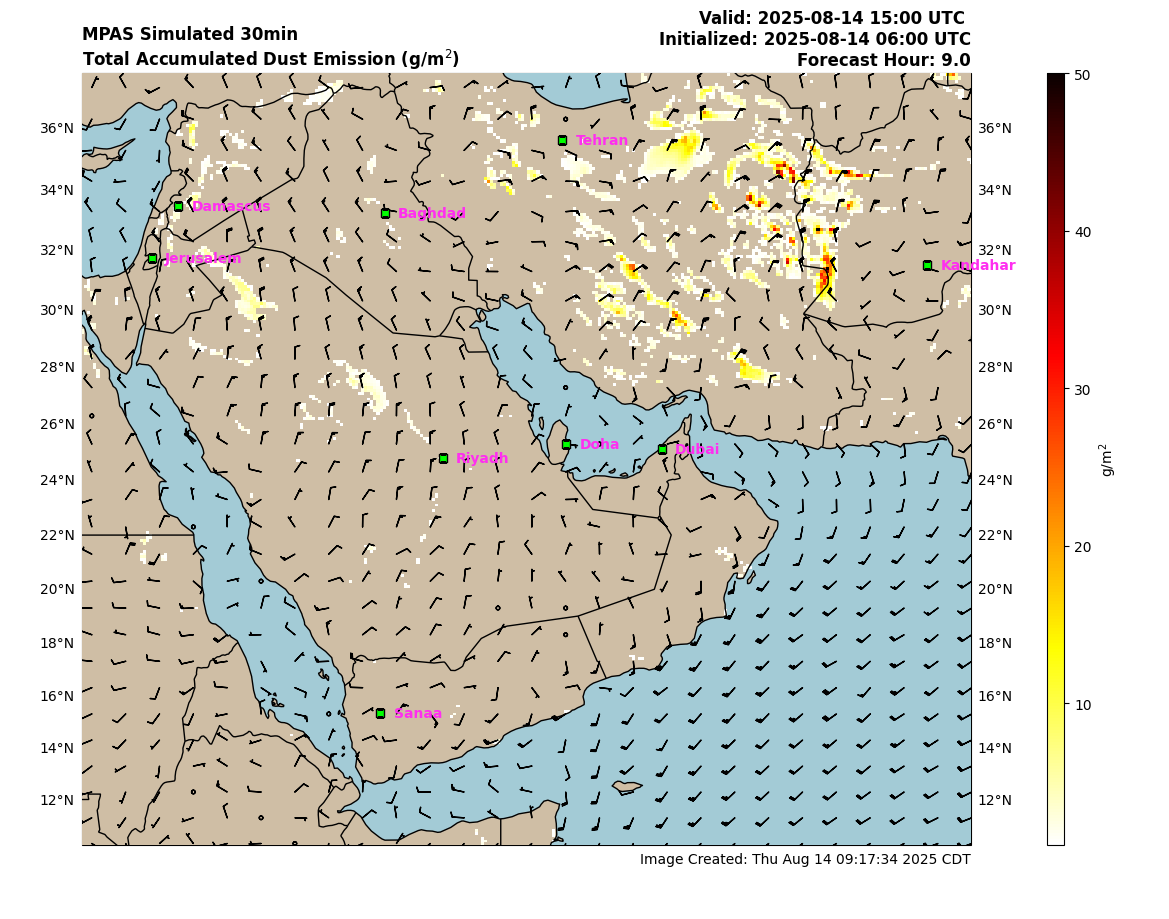 MPAS Simulated 30min
Total Accumulated Dust Emission (g/m²)
Valid: 2025-08-14 15:00 UTC
Initialized: 2025-08-14 06:00 UTC
Forecast Hour: 9.0
36°N
34°N
32°N
30°N
28°N
26°N
24°N
22°N
20°N
18°N
16°N
14°N
12°N
Tehran
Damascus
Baghdad
Jerusalem
Kandahar
Doha
Dubai
Riyadh
Sanaa
36°N
34°N
32°N
30°N
28°N
26°N
24°N
22°N
20°N
18°N
16°N
14°N
12°N
50
40
30
20
10
g/m²
Image Created: Thu Aug 14 09:17:34 2025 CDT